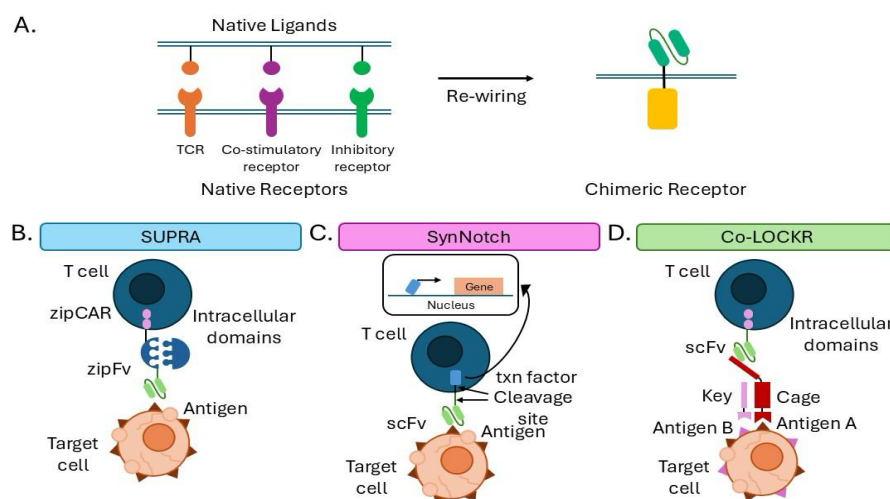 A.
Native Ligands
TCR
Co-stimulatory
receptor
Inhibitory
receptor
Native Receptors
Re-wiring
Chimeric Receptor
B.
SUPRA
T cell
zipCAR
Intracellular
domains
zipFv
Antigen
Target
cell
C.
SynNotch
Gene
Nucleus
T cell
txn factor
Cleavage
site
scFv
Antigen
Target
cell
D.
Co-LOCKR
T cell
Intracellular
domains
scFv
Key
Cage
Antigen B
Antigen A
Target
cell